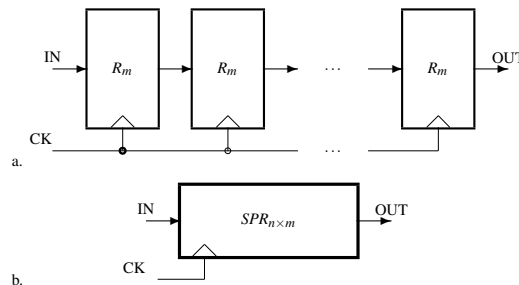 IN R_m R_m ... R_m OUT
CK ...
a.
IN SPR_{n×m} OUT
CK
b.